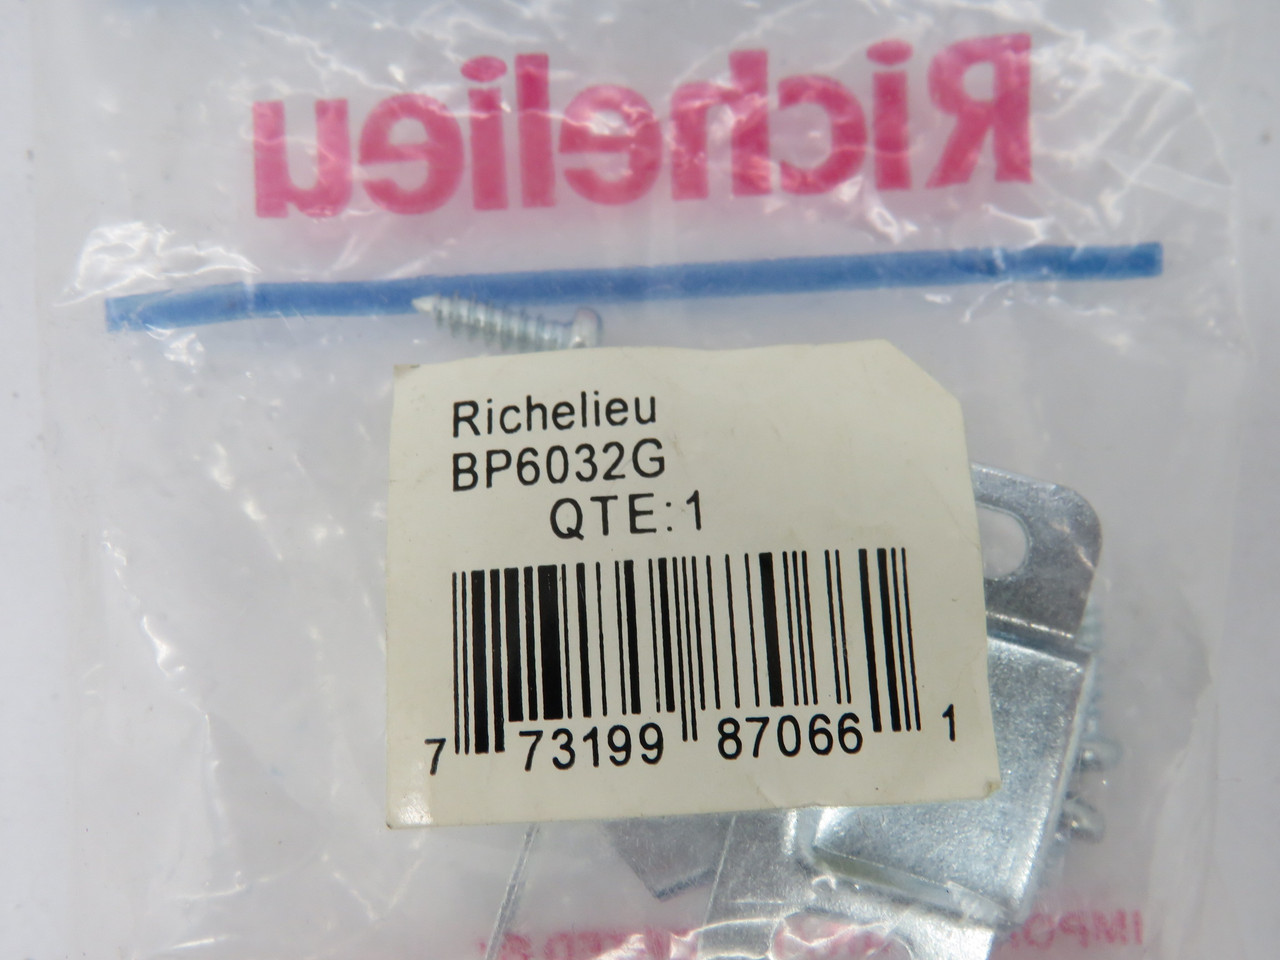 Richelieu
Richelieu
BP6032G
QTE:1
7 73199 87066 1